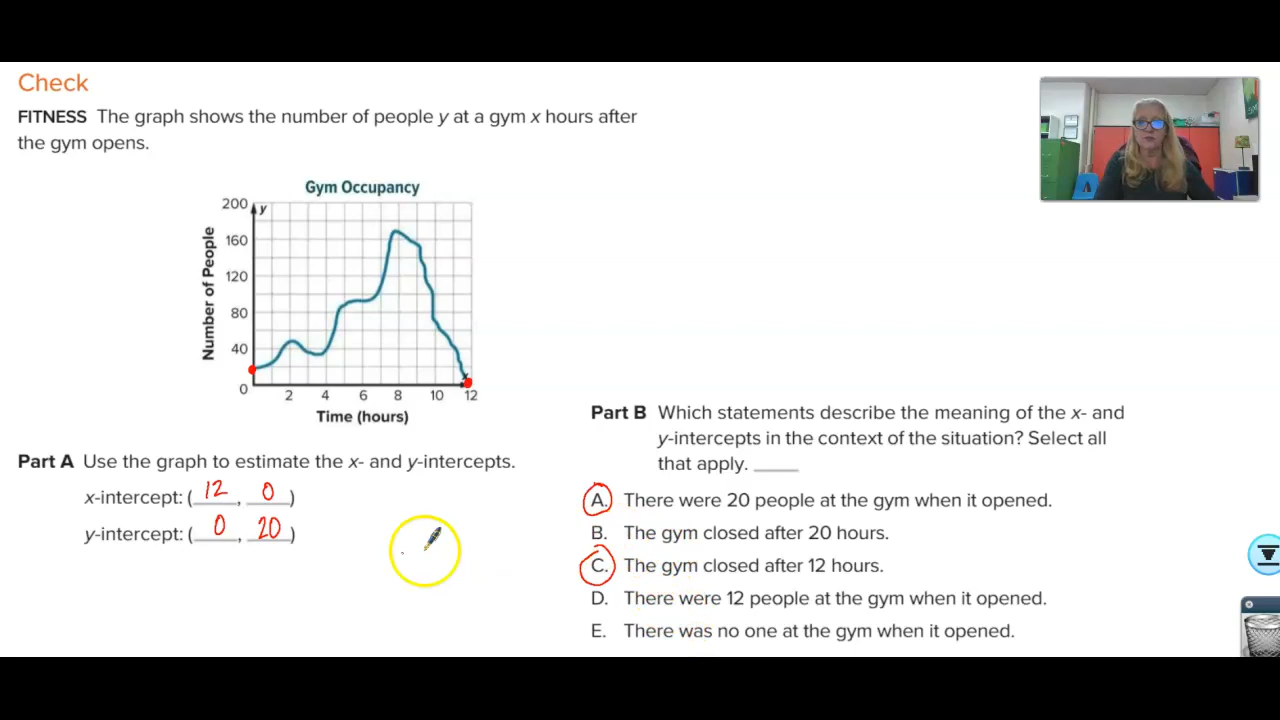 Check
FITNESS The graph shows the number of people y at a gym x hours after
the gym opens.
Gym Occupancy
Number of People
200
160
120
80
40
0
y
x
2 4 6 8 10 12
Time (hours)
Part A Use the graph to estimate the x- and y-intercepts.
x-intercept: (12, 0)
y-intercept: (0, 20)
Part B Which statements describe the meaning of the x- and
y-intercepts in the context of the situation? Select all
that apply. _____
A. There were 20 people at the gym when it opened.
B. The gym closed after 20 hours.
C. The gym closed after 12 hours.
D. There were 12 people at the gym when it opened.
E. There was no one at the gym when it opened.